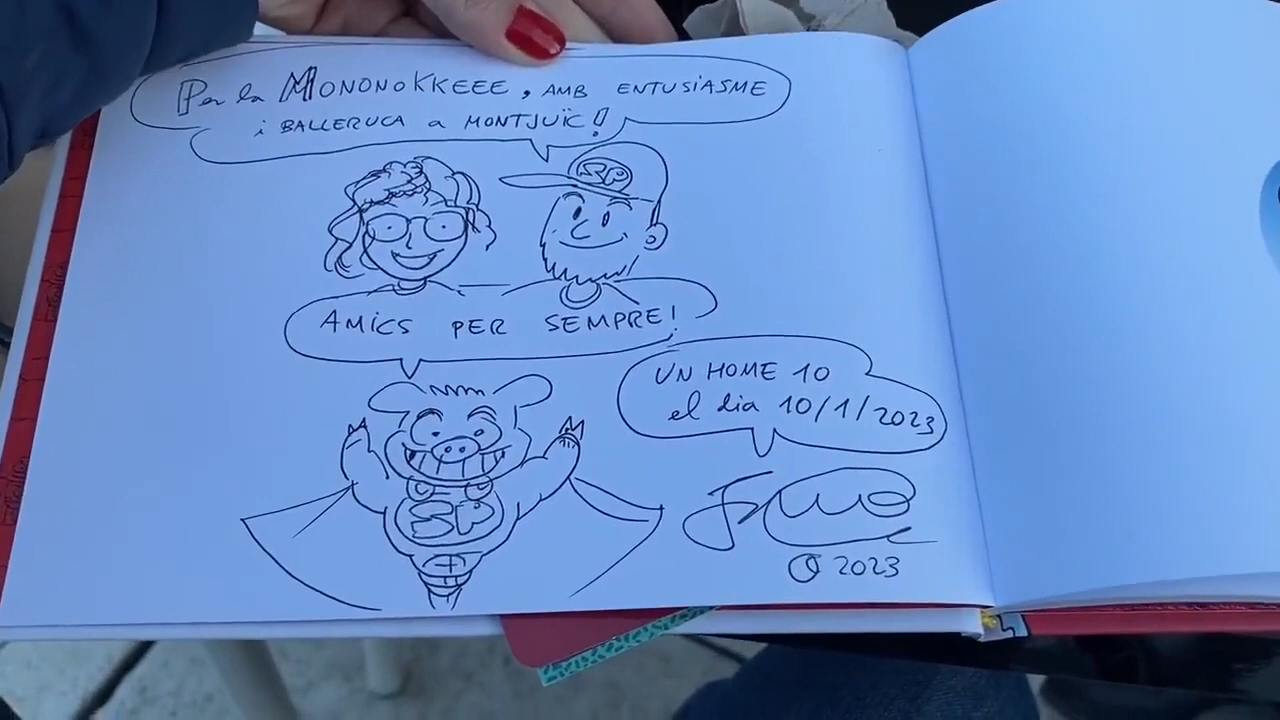 Per la MONONOKKEEE, AMB ENTUSIASME
i BALLERUCA a MONTJUÏC!
SP
AMICS PER SEMPRE!
UN HOME 10
el dia 10/1/2023
SP
© 2023